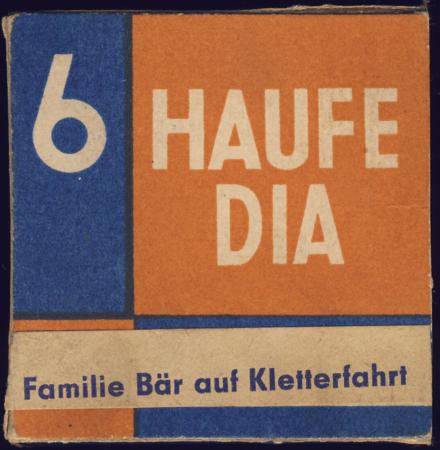 6
HAUFE
DIA
Familie Bär auf Kletterfahrt